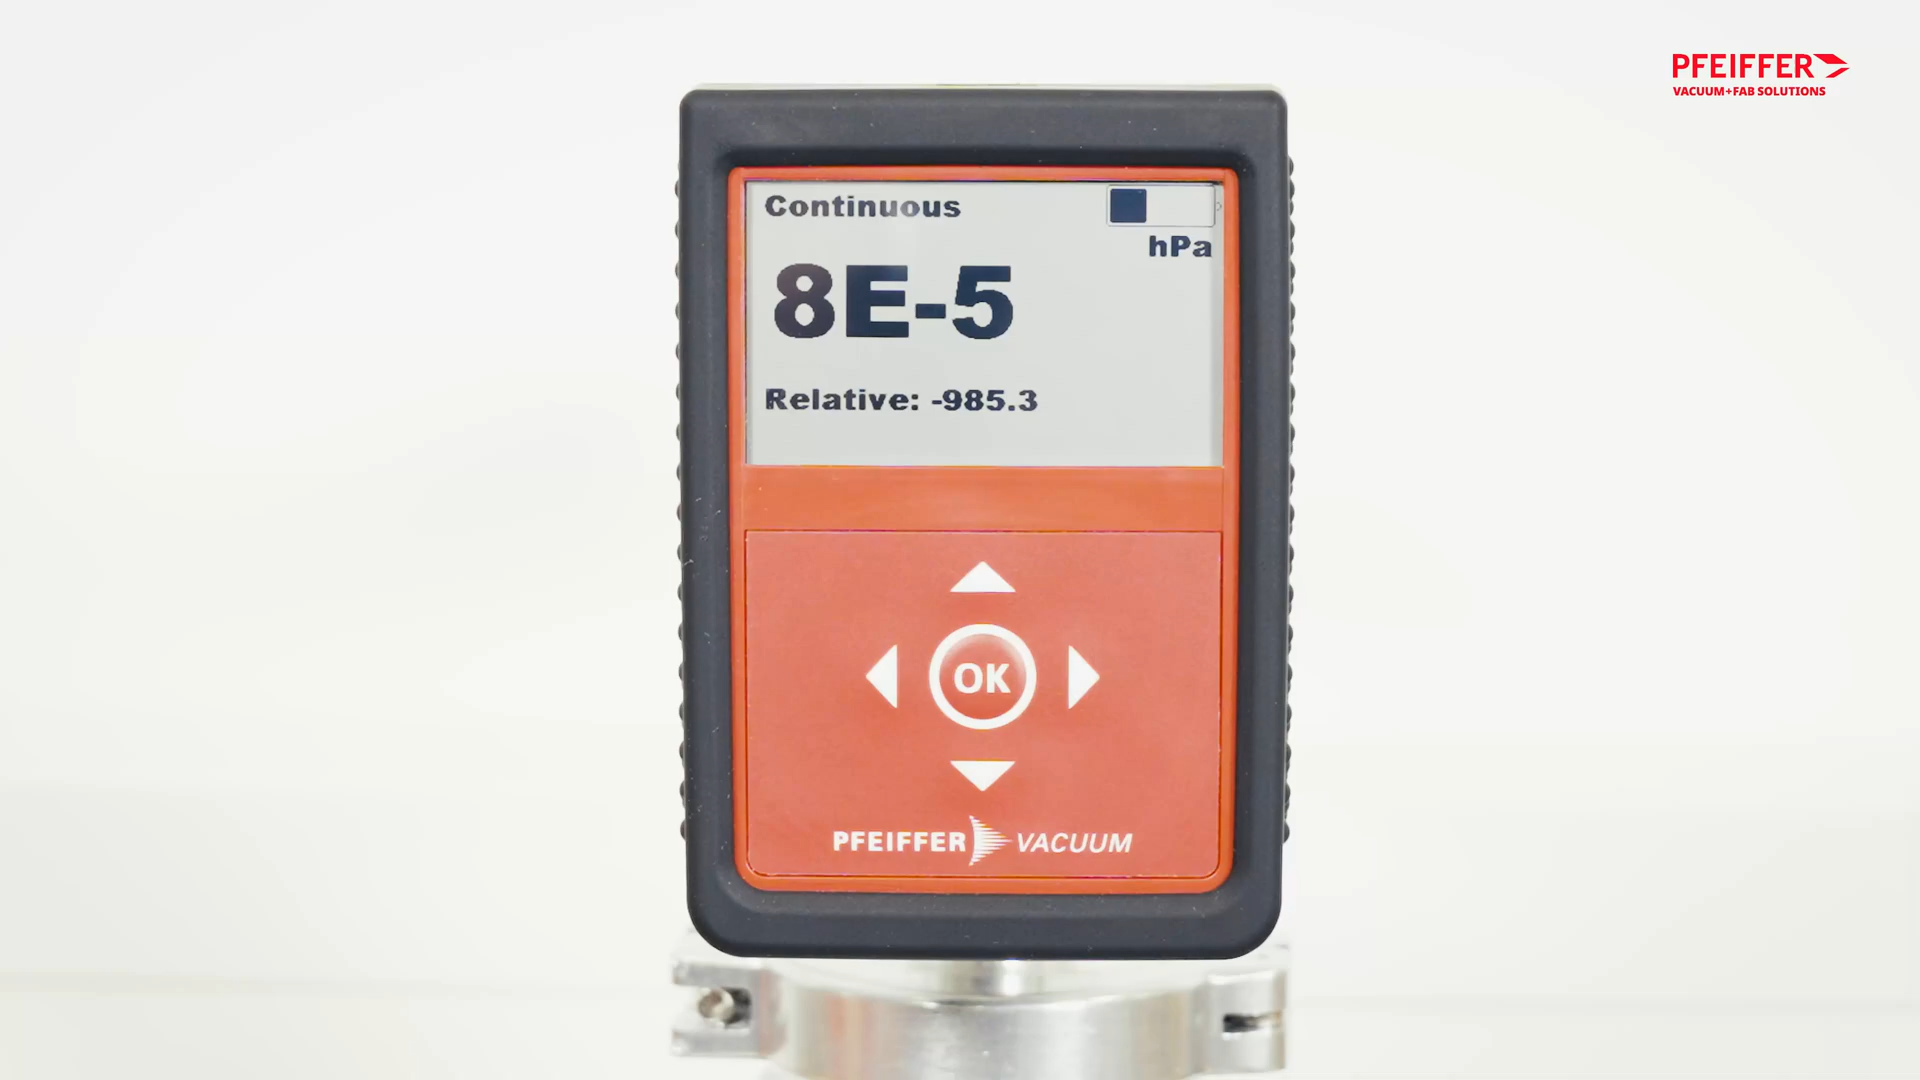 PFEIFFER
VACUUM+FAB SOLUTIONS
Continuous
hPa
8E-5
Relative: -985.3
OK
PFEIFFER VACUUM